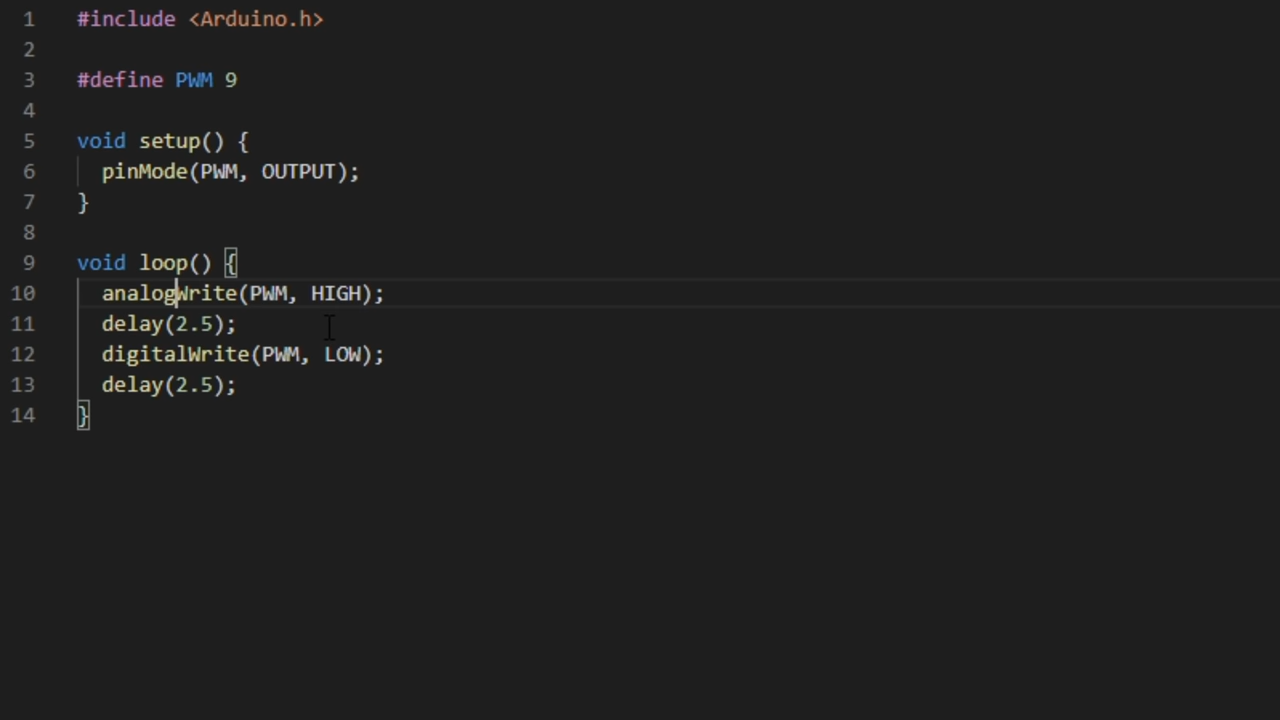 1 #include <Arduino.h>
2
3 #define PWM 9
4
5 void setup() {
6 pinMode(PWM, OUTPUT);
7 }
8
9 void loop() {
10 analogWrite(PWM, HIGH);
11 delay(2.5);
12 digitalWrite(PWM, LOW);
13 delay(2.5);
14 }